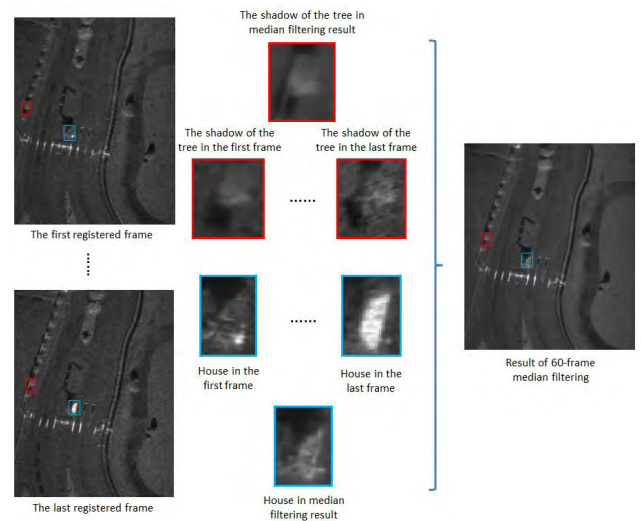 The shadow of the tree in
median filtering result
The shadow of the
tree in the first frame
The shadow of the
tree in the last frame
......
The first registered frame
......
House in the
first frame
......
House in the
last frame
Result of 60-frame
median filtering
The last registered frame
House in median
filtering result